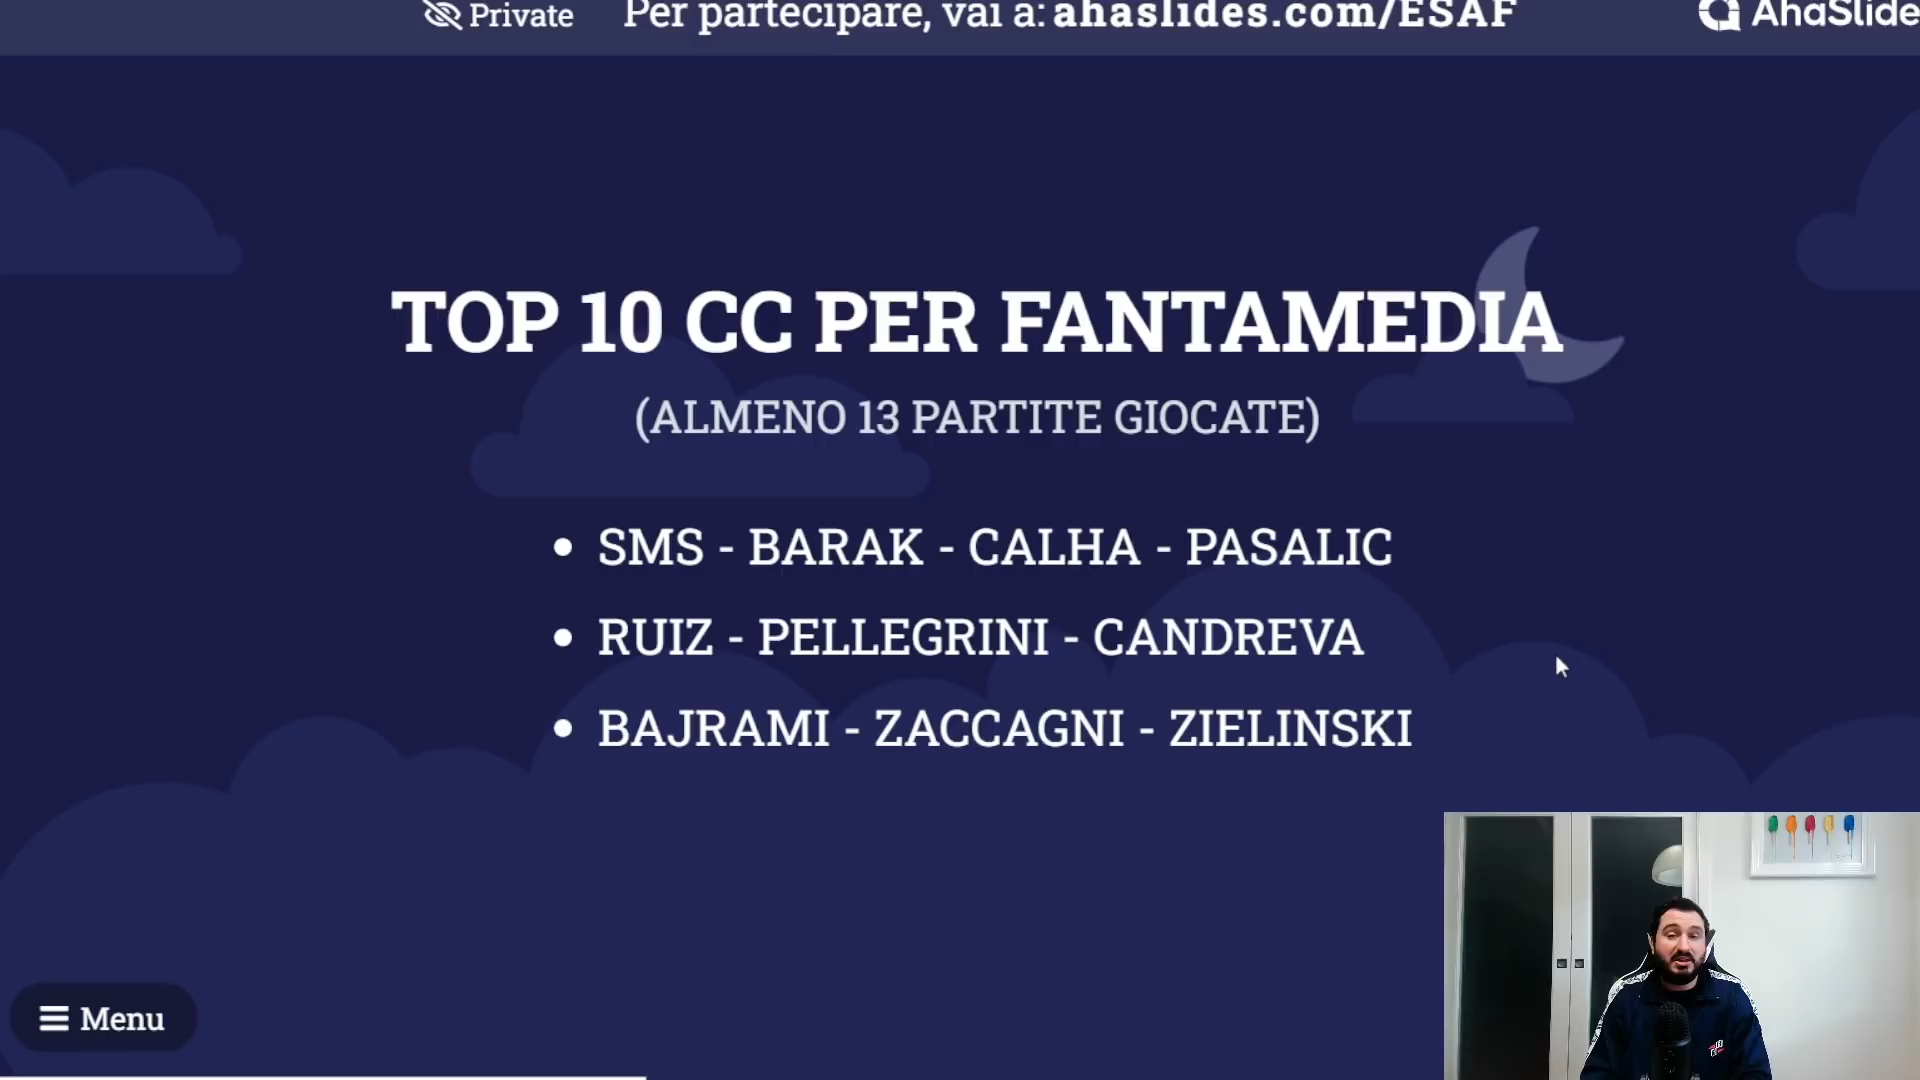 Private Per partecipare, vai a: ahaslides.com/ESAF AhaSlide
TOP 10 CC PER FANTAMEDIA
(ALMENO 13 PARTITE GIOCATE)
SMS - BARAK - CALHA - PASALIC
RUIZ - PELLEGRINI - CANDREVA
BAJRAMI - ZACCAGNI - ZIELINSKI
Menu